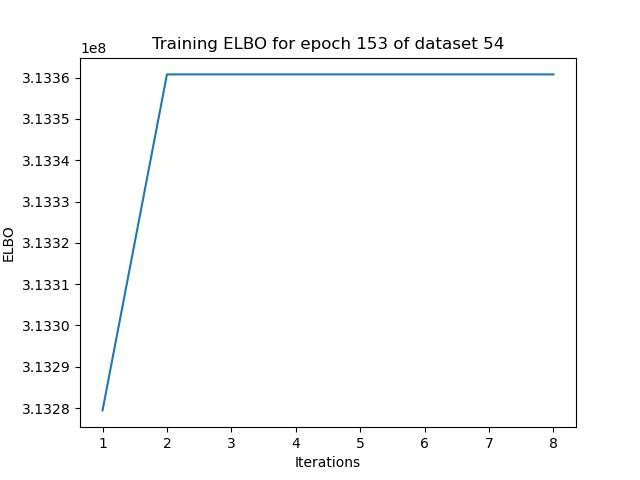 Training ELBO for epoch 153 of dataset 54
1e8
3.1336
3.1335
3.1334
3.1333
3.1332
3.1331
3.1330
3.1329
3.1328
ELBO
1 2 3 4 5 6 7 8
Iterations